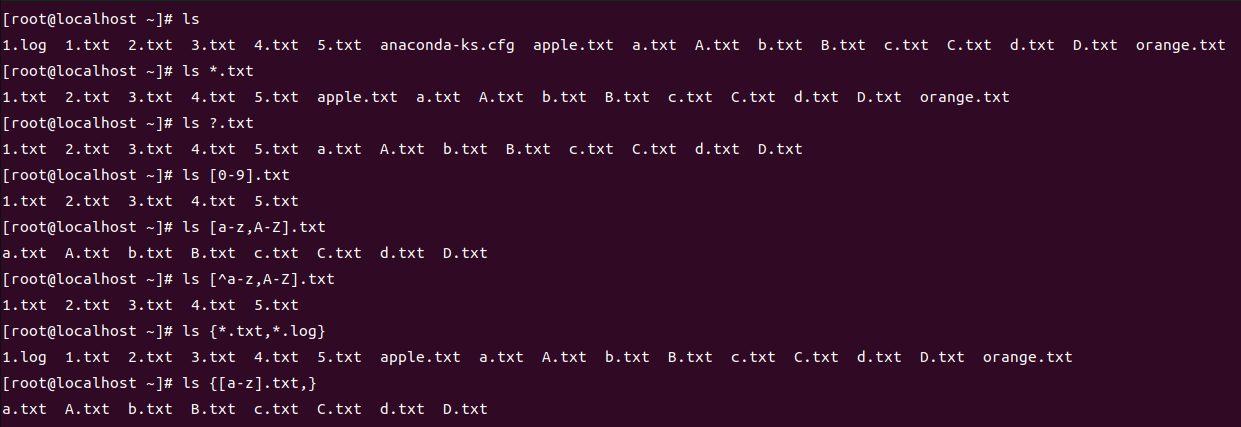 [root@localhost ~]# ls
1.log  1.txt  2.txt  3.txt  4.txt  5.txt  anaconda-ks.cfg  apple.txt  a.txt  A.txt  b.txt  B.txt  c.txt  C.txt  d.txt  D.txt  orange.txt
[root@localhost ~]# ls *.txt
1.txt  2.txt  3.txt  4.txt  5.txt  apple.txt  a.txt  A.txt  b.txt  B.txt  c.txt  C.txt  d.txt  D.txt  orange.txt
[root@localhost ~]# ls ?.txt
1.txt  2.txt  3.txt  4.txt  5.txt  a.txt  A.txt  b.txt  B.txt  c.txt  C.txt  d.txt  D.txt
[root@localhost ~]# ls [0-9].txt
1.txt  2.txt  3.txt  4.txt  5.txt
[root@localhost ~]# ls [a-z,A-Z].txt
a.txt  A.txt  b.txt  B.txt  c.txt  C.txt  d.txt  D.txt
[root@localhost ~]# ls [^a-z,A-Z].txt
1.txt  2.txt  3.txt  4.txt  5.txt
[root@localhost ~]# ls {*.txt,*.log}
1.log  1.txt  2.txt  3.txt  4.txt  5.txt  apple.txt  a.txt  A.txt  b.txt  B.txt  c.txt  C.txt  d.txt  D.txt  orange.txt
[root@localhost ~]# ls {[a-z].txt,}
a.txt  A.txt  b.txt  B.txt  c.txt  C.txt  d.txt  D.txt